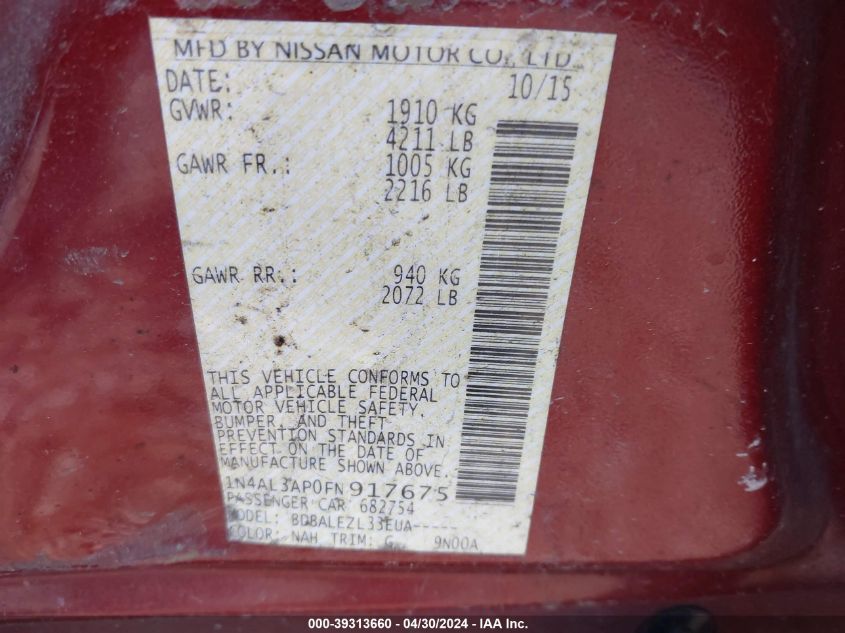 MFD BY NISSAN MOTOR CO., LTD.
DATE: 10/15
GVWR: 1910 KG
4211 LB
GAWR FR.: 1005 KG
2216 LB
GAWR RR.: 940 KG
2072 LB
THIS VEHICLE CONFORMS TO
ALL APPLICABLE FEDERAL
MOTOR VEHICLE SAFETY,
BUMPER, AND THEFT
PREVENTION STANDARDS IN
EFFECT ON THE DATE OF
MANUFACTURE SHOWN ABOVE.
1N4AL3AP0FN917675
PASSENGER CAR 682754
MODEL: BDBALEZL33EUA-----
COLOR: NAH TRIM: G 9N00A
000-39313660 - 04/30/2024 - IAA Inc.